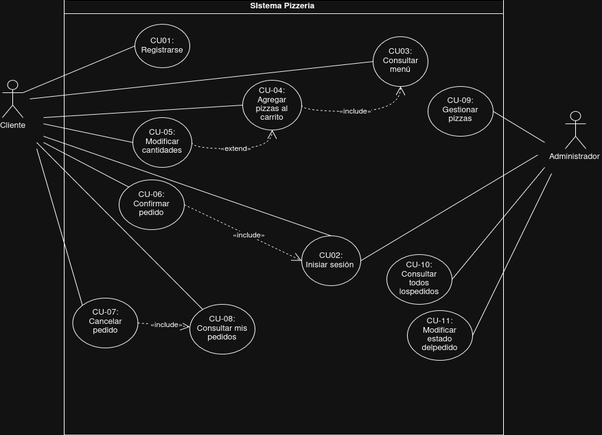 SIstema Pizzeria
CU01:
Registrarse
CU03:
Consultar
menú
Cliente
CU-04:
Agregar
pizzas al
carrito
«include»
CU-09:
Gestionar
pizzas
Administrador
CU-05:
Modificar
cantidades
«extend»
CU-06:
Confirmar
pedido
«include»
CU02:
Inisiar sesión
CU-10:
Consultar
todos
lospedidos
CU-07:
Cancelar
pedido
«include»
CU-08:
Consultar mis
pedidos
CU-11:
Modificar
estado
delpedido